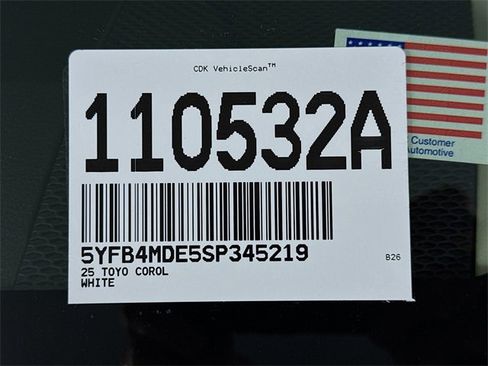 CDK VehicleScan™
110532A
5YFB4MDE5SP345219
25 TOYO COROL
WHITE
B26
Customer
Automotive